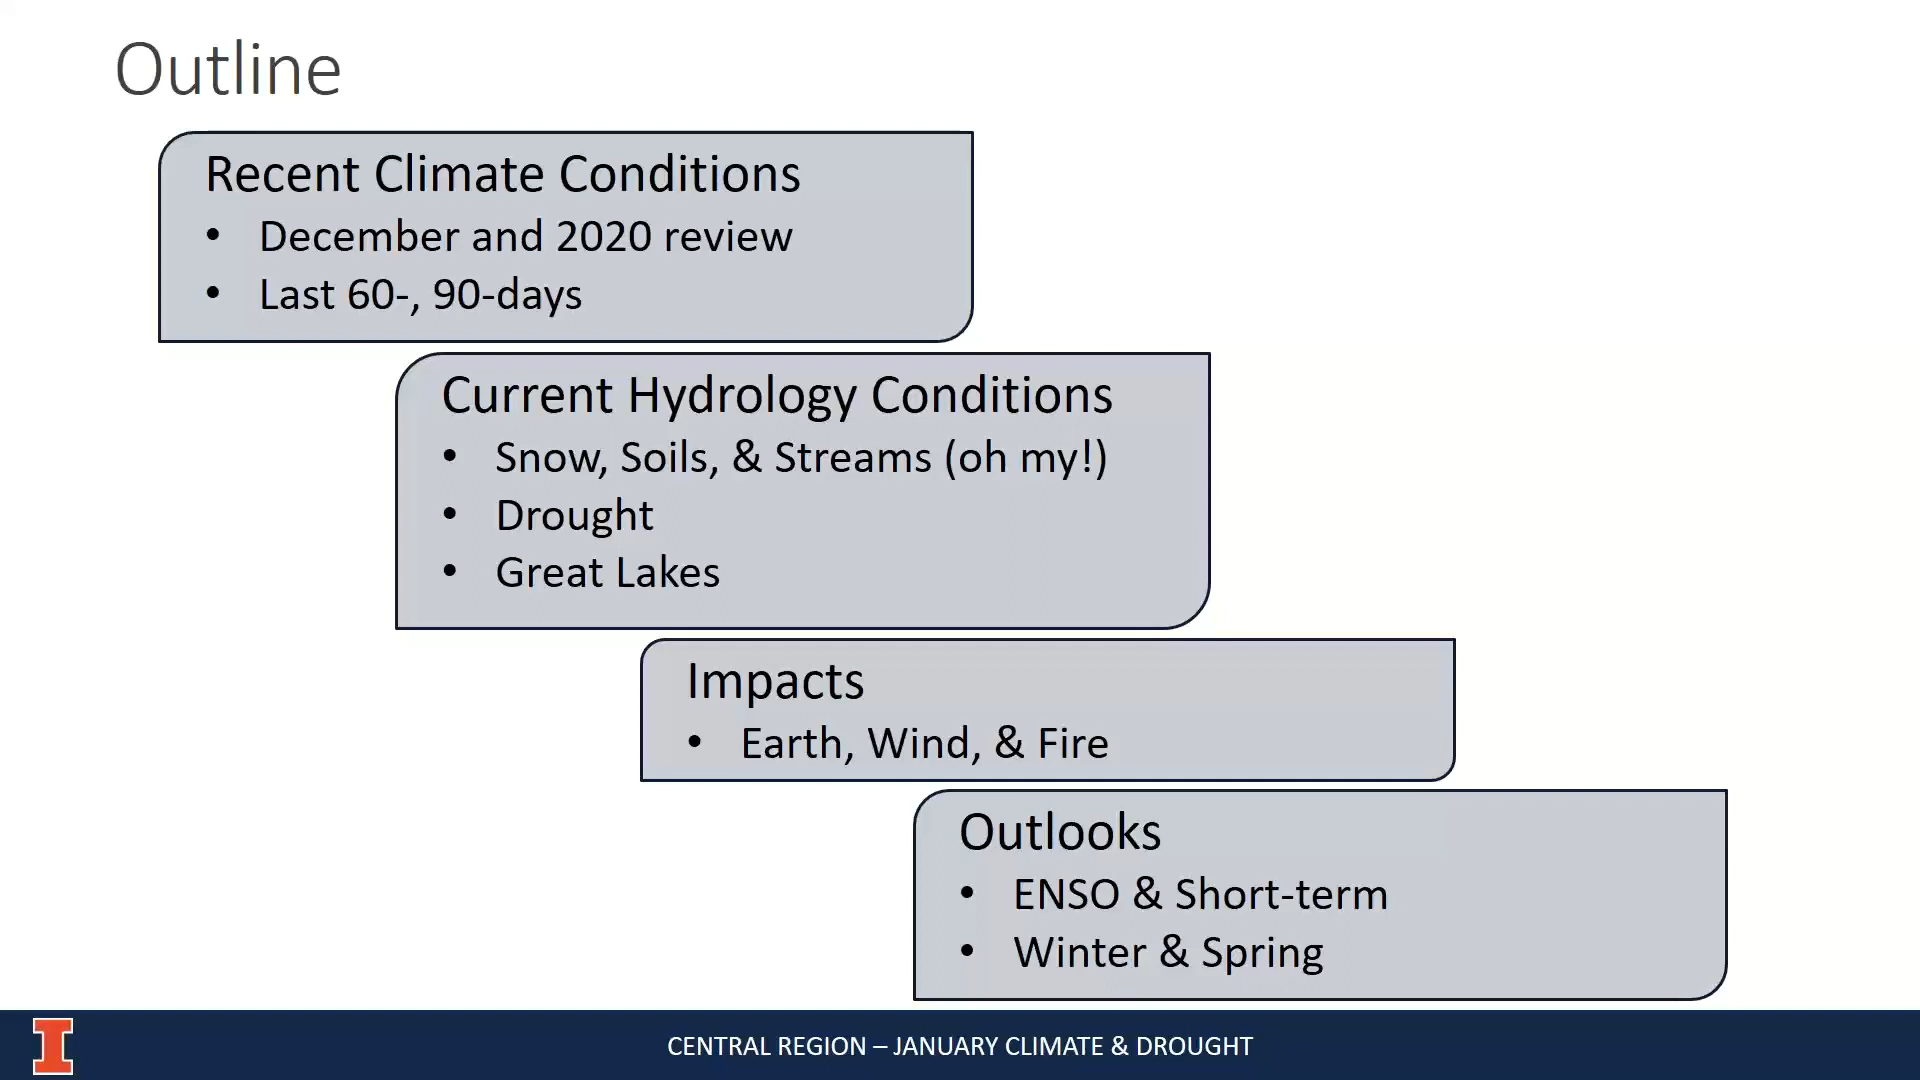 Outline
Recent Climate Conditions
• December and 2020 review
• Last 60-, 90-days
Current Hydrology Conditions
• Snow, Soils, & Streams (oh my!)
• Drought
• Great Lakes
Impacts
• Earth, Wind, & Fire
Outlooks
• ENSO & Short-term
• Winter & Spring
I
CENTRAL REGION – JANUARY CLIMATE & DROUGHT